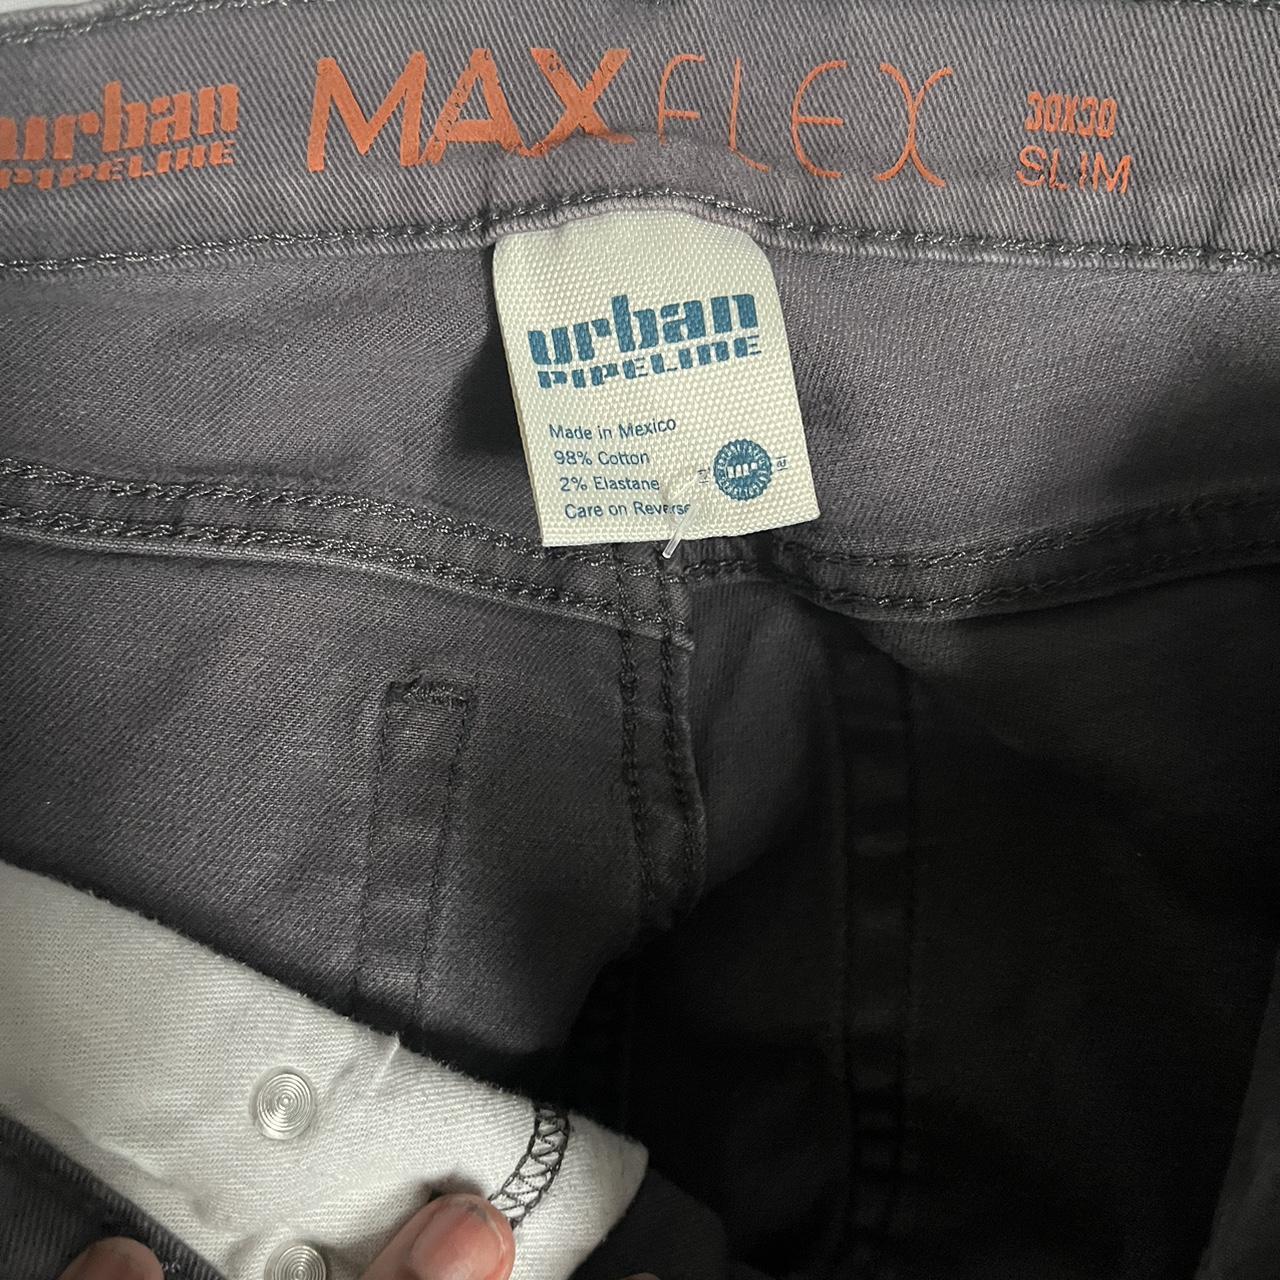 urban
PIPELINE
MAXFLEX
30X30
SLIM
urban
PIPELINE
Made in Mexico
98% Cotton
2% Elastane
Care on Reverse